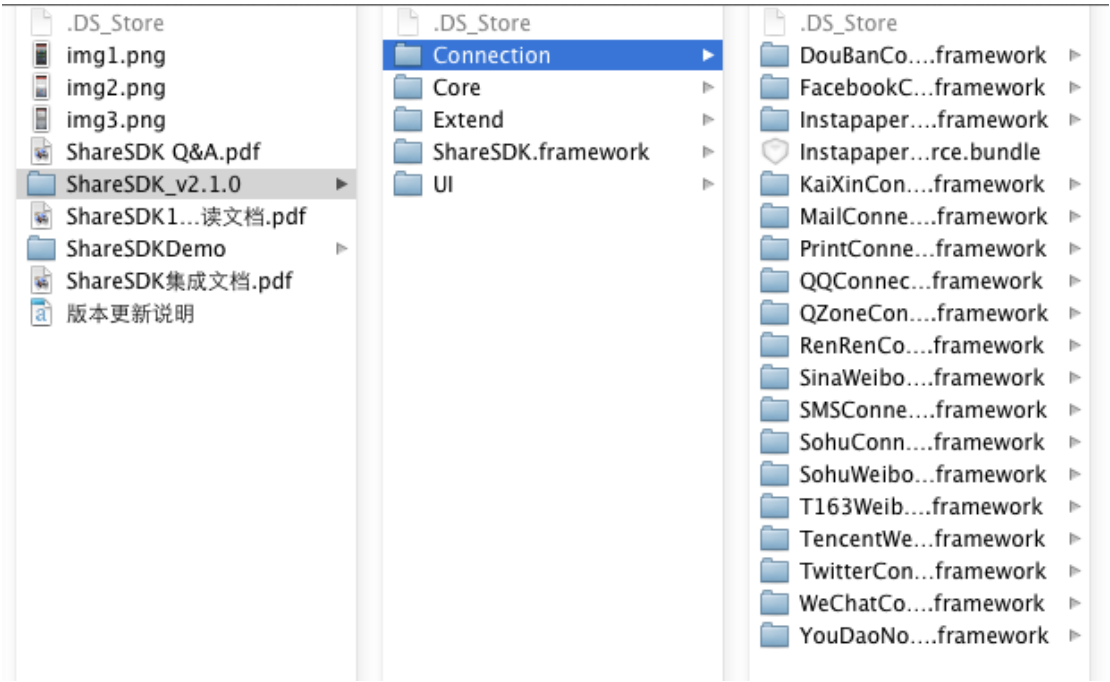 .DS_Store
img1.png
img2.png
img3.png
ShareSDK Q&A.pdf
ShareSDK_v2.1.0
ShareSDK1...读文档.pdf
ShareSDKDemo
ShareSDK集成文档.pdf
版本更新说明
.DS_Store
Connection
Core
Extend
ShareSDK.framework
UI
.DS_Store
DouBanCo....framework
FacebookC...framework
Instapaper....framework
Instapaper...rce.bundle
KaiXinCon....framework
MailConne....framework
PrintConne...framework
QQConnec...framework
QZoneCon....framework
RenRenCo....framework
SinaWeibo....framework
SMSConne....framework
SohuConn....framework
SohuWeibo...framework
T163Weib....framework
TencentWe...framework
TwitterCon...framework
WeChatCo....framework
YouDaoNo....framework